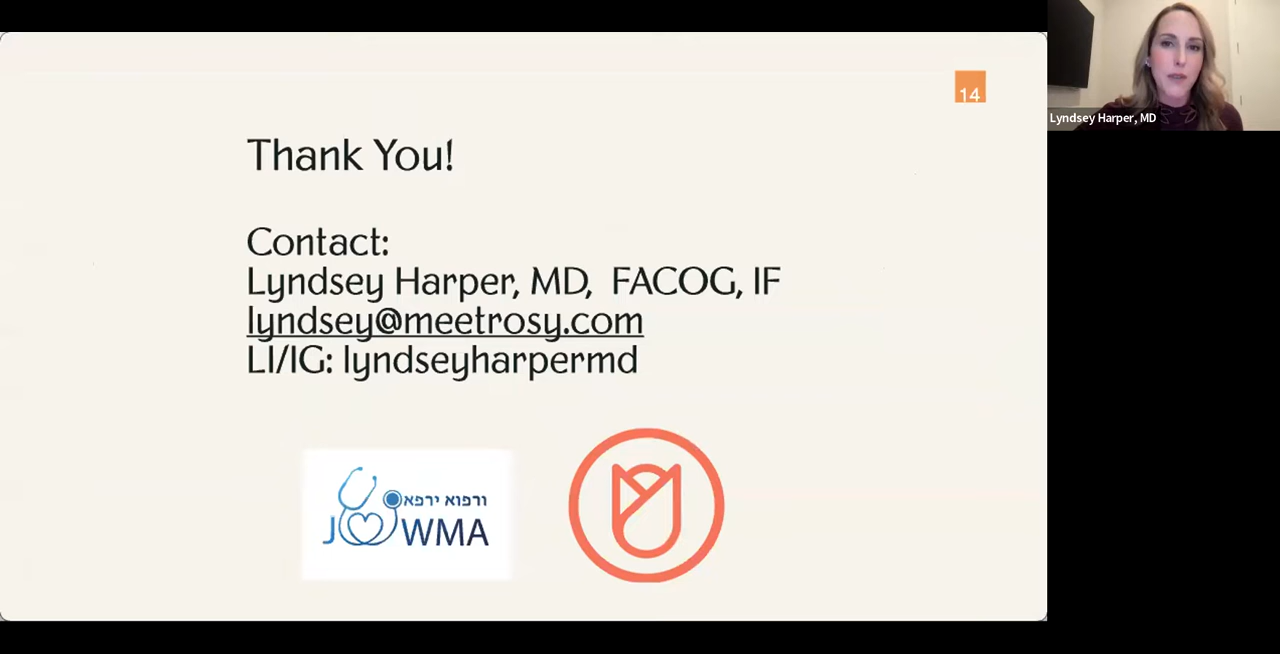 14
Thank You!
Contact:
Lyndsey Harper, MD, FACOG, IF
lyndsey@meetrosy.com
LI/IG: lyndseyharpermd
ורפוא ירפא
JOWMA
Lyndsey Harper, MD